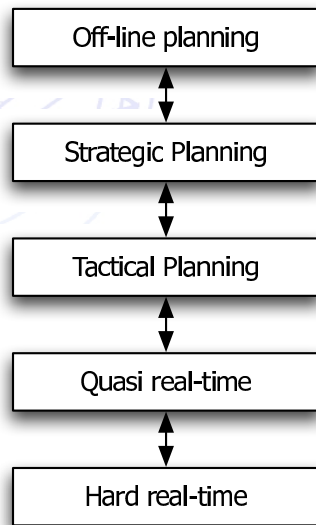 Off-line planning
Strategic Planning
Tactical Planning
Quasi real-time
Hard real-time